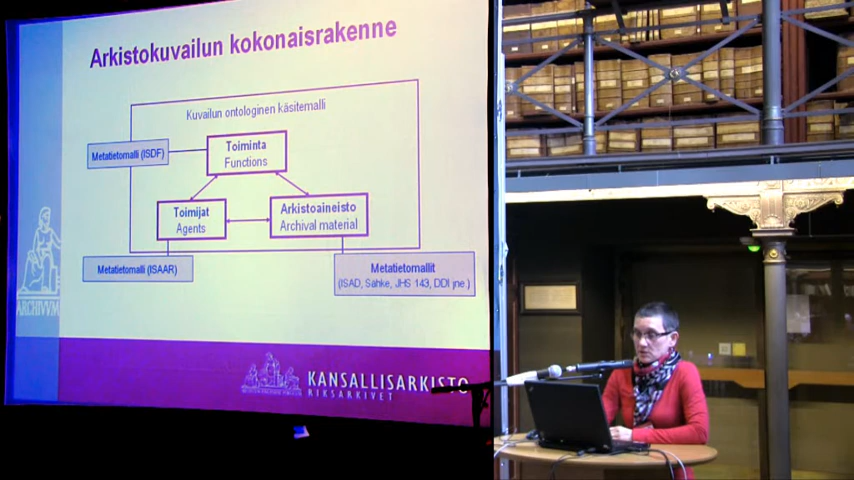 Arkistokuvailun kokonaisrakenne
Kuvailun ontologinen käsitemalli
Metatietomalli (ISDF)
Toiminta
Functions
Toimijat
Agents
Arkistoaineisto
Archival material
Metatietomalli (ISAAR)
Metatietomallit
(ISAD, Sähke, JHS 143, DDI jne.)
ARCHIVUM
KANSALLISARKISTO
RIKSARKIVET